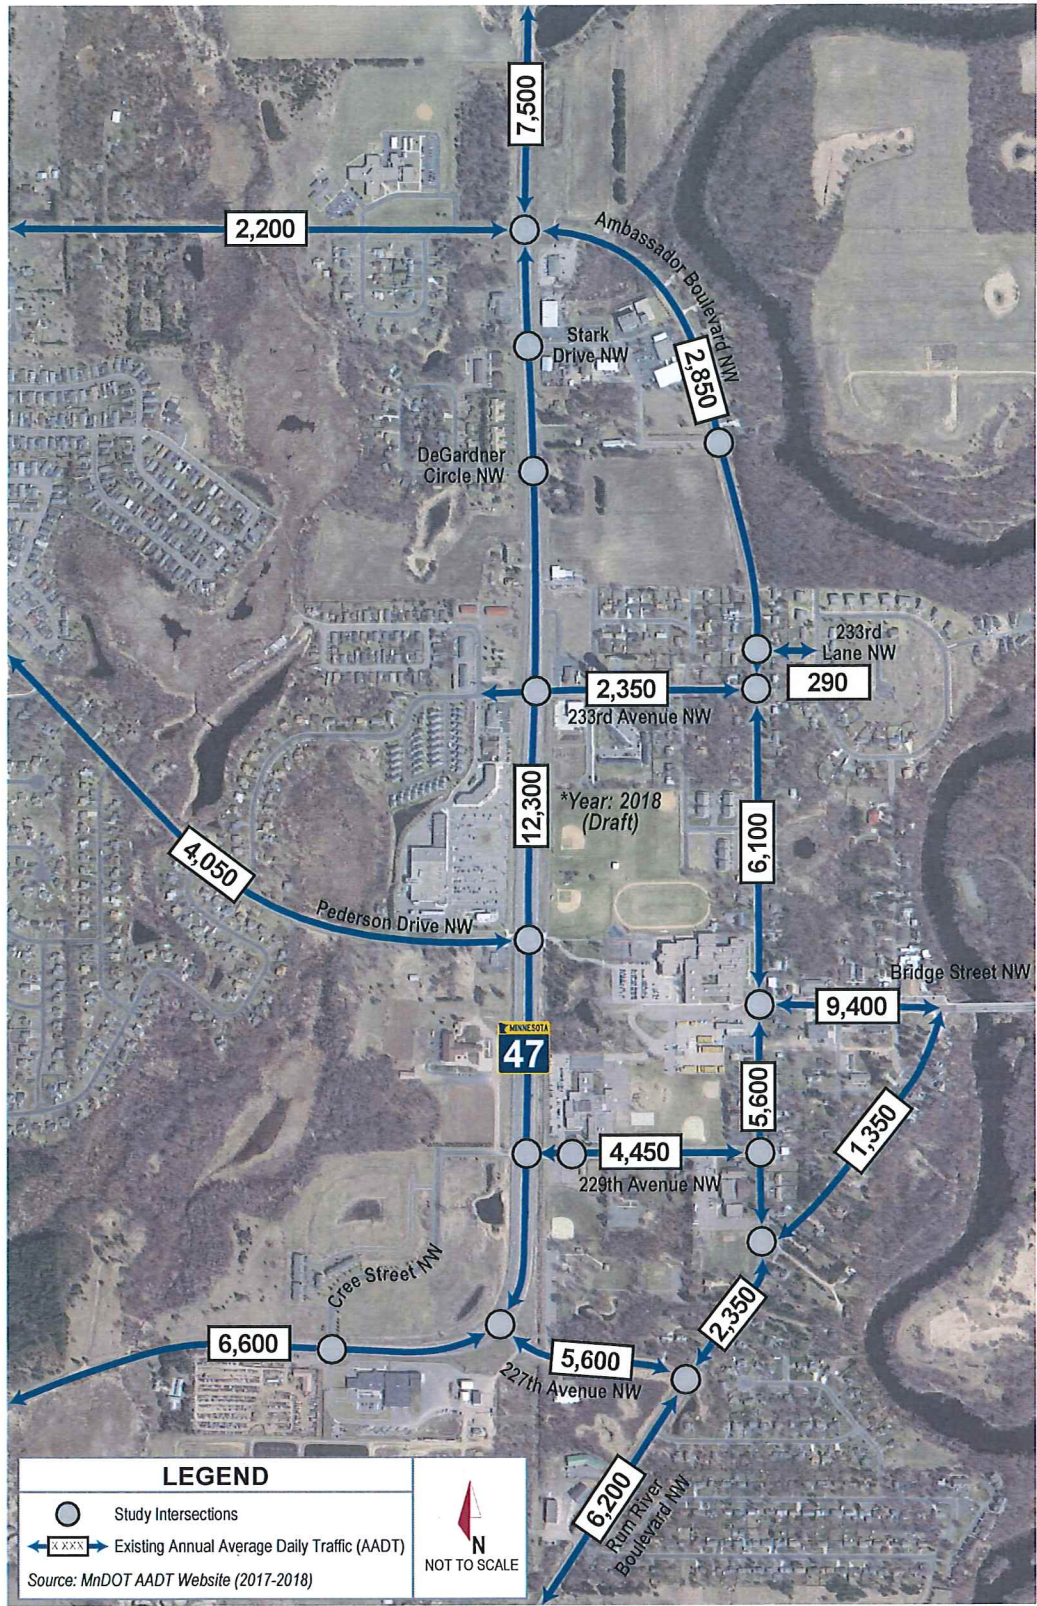 7,500
2,200
Ambassador Boulevard NW
Stark
Drive NW
2,850
DeGardner
Circle NW
233rd
Lane NW
2,350
290
233rd Avenue NW
12,300
*Year: 2018
(Draft)
6,100
4,050
Pederson Drive NW
Bridge Street NW
9,400
MINNESOTA
47
5,600
1,350
4,450
229th Avenue NW
Cree Street NW
2,350
6,600
5,600
227th Avenue NW
6,200
Rum River
Boulevard NW
LEGEND
Study Intersections
X XXX
Existing Annual Average Daily Traffic (AADT)
Source: MnDOT AADT Website (2017-2018)
N
NOT TO SCALE